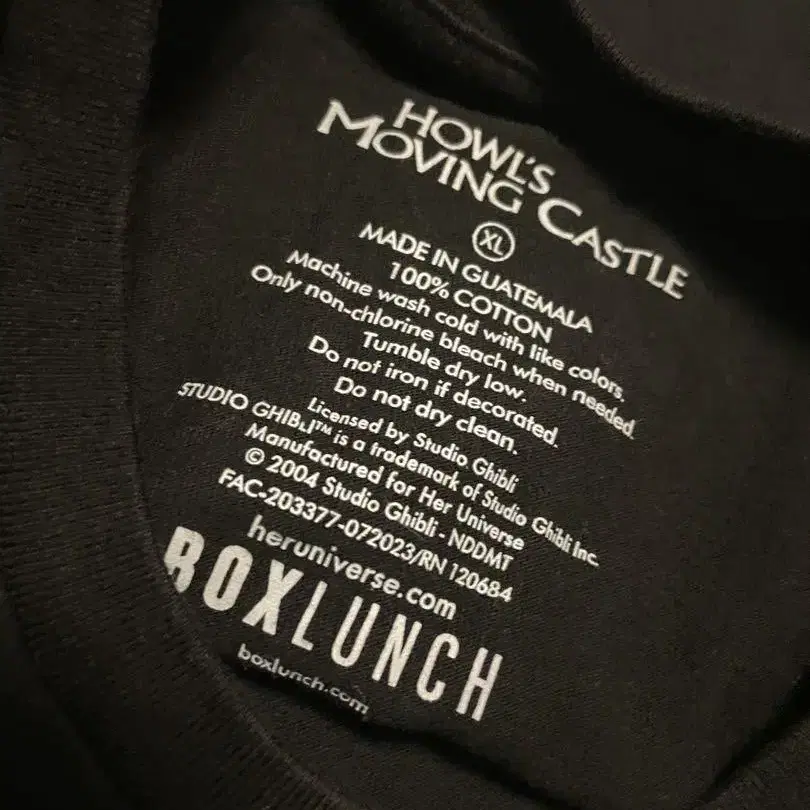 HOWL'S
MOVING CASTLE
XL
MADE IN GUATEMALA
100% COTTON
Machine wash cold with like colors.
Only non-chlorine bleach when needed.
Tumble dry low.
Do not iron if decorated.
Do not dry clean.
Licensed by Studio Ghibli
STUDIO GHIBLI™ is a trademark of Studio Ghibli Inc.
Manufactured for Her Universe
© 2004 Studio Ghibli - NDDMT
FAC-203377-072023/RN 120684
heruniverse.com
BOXLUNCH
boxlunch.com